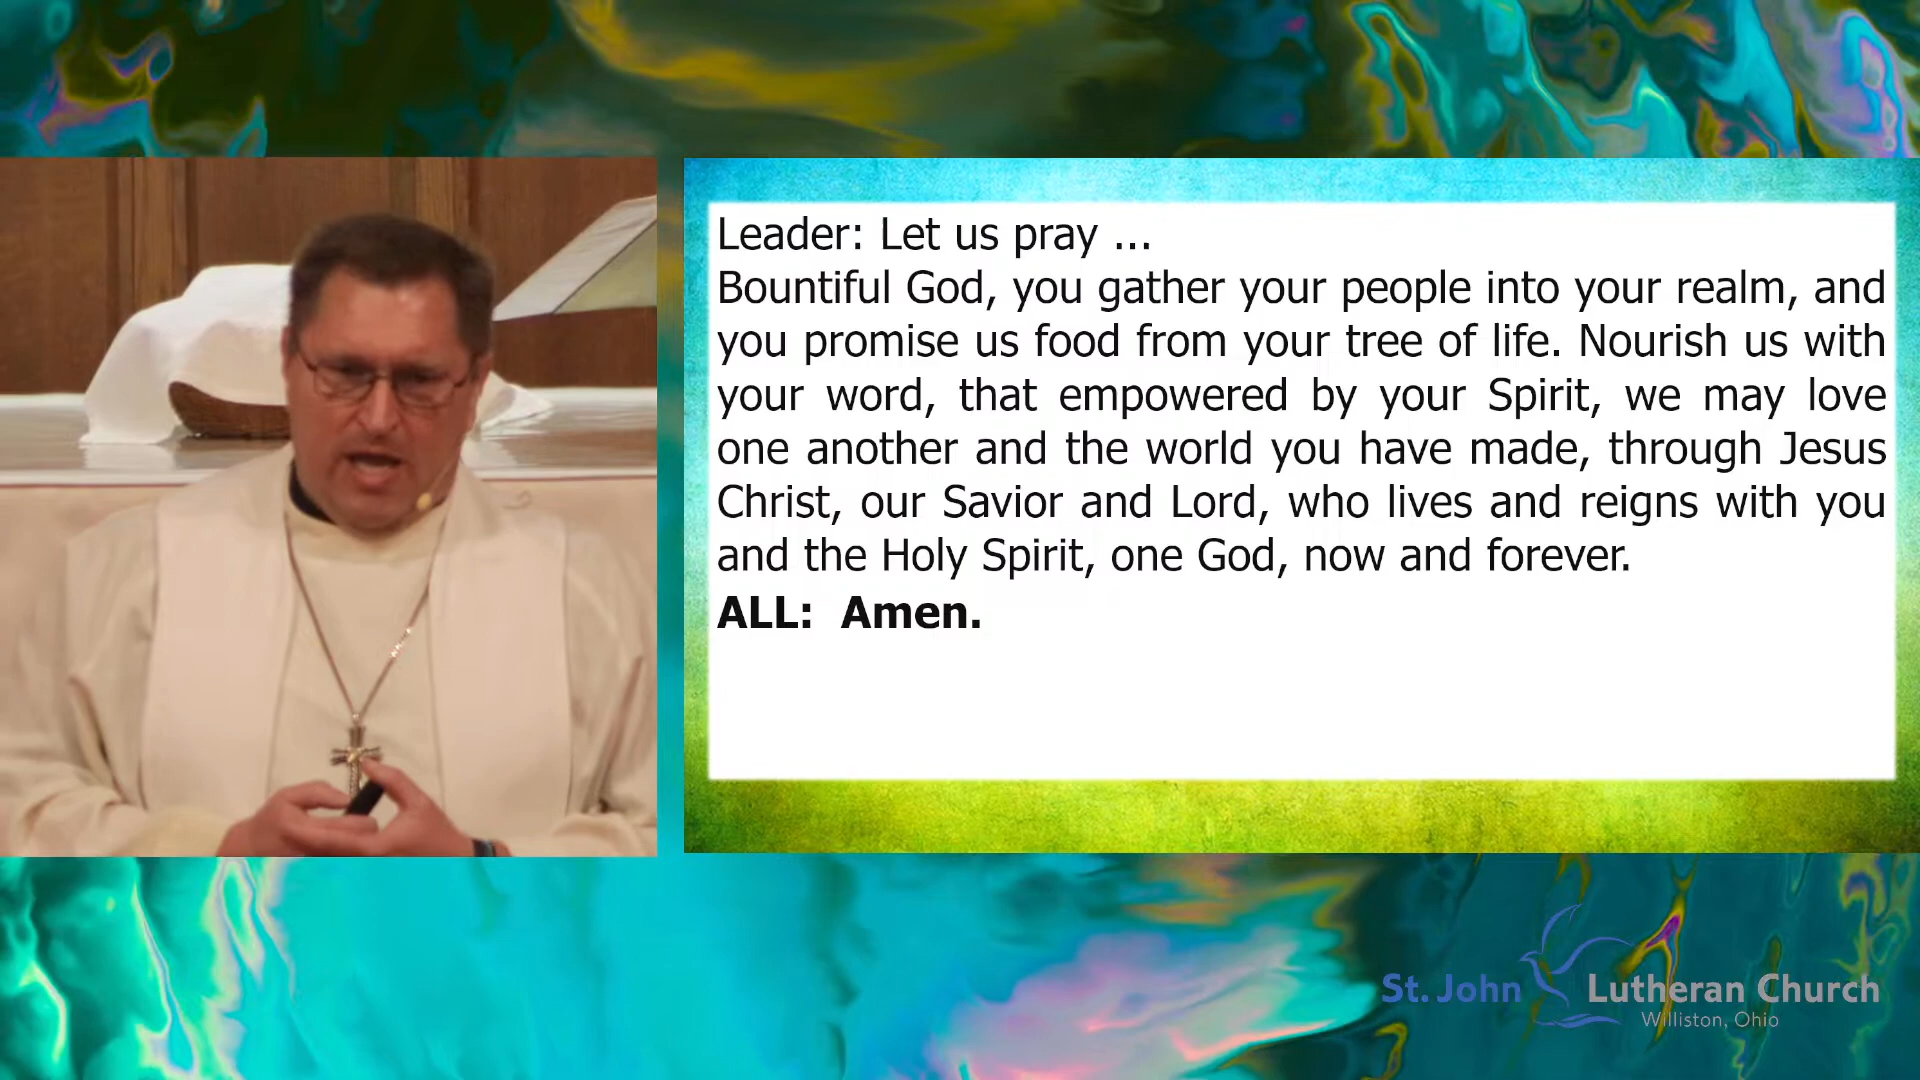 Leader: Let us pray ...
Bountiful God, you gather your people into your realm, and
you promise us food from your tree of life. Nourish us with
your word, that empowered by your Spirit, we may love
one another and the world you have made, through Jesus
Christ, our Savior and Lord, who lives and reigns with you
and the Holy Spirit, one God, now and forever.
ALL:  Amen.
St. John Lutheran Church
Williston, Ohio